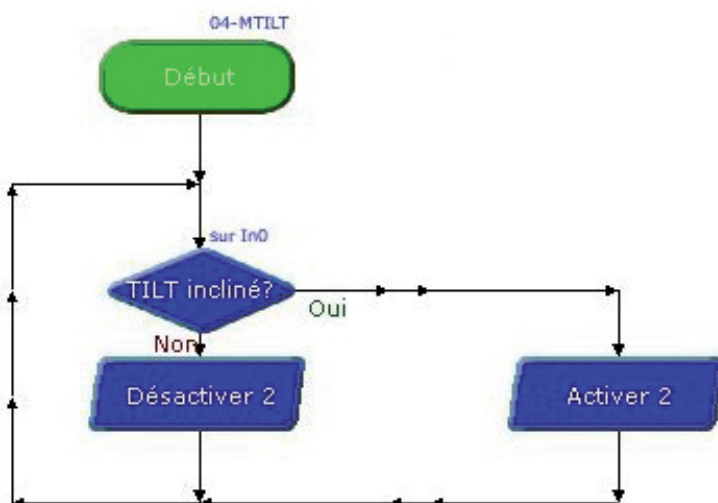 04-MTILT
Début
sur In0
TILT incliné?
Oui
Non
Désactiver 2
Activer 2